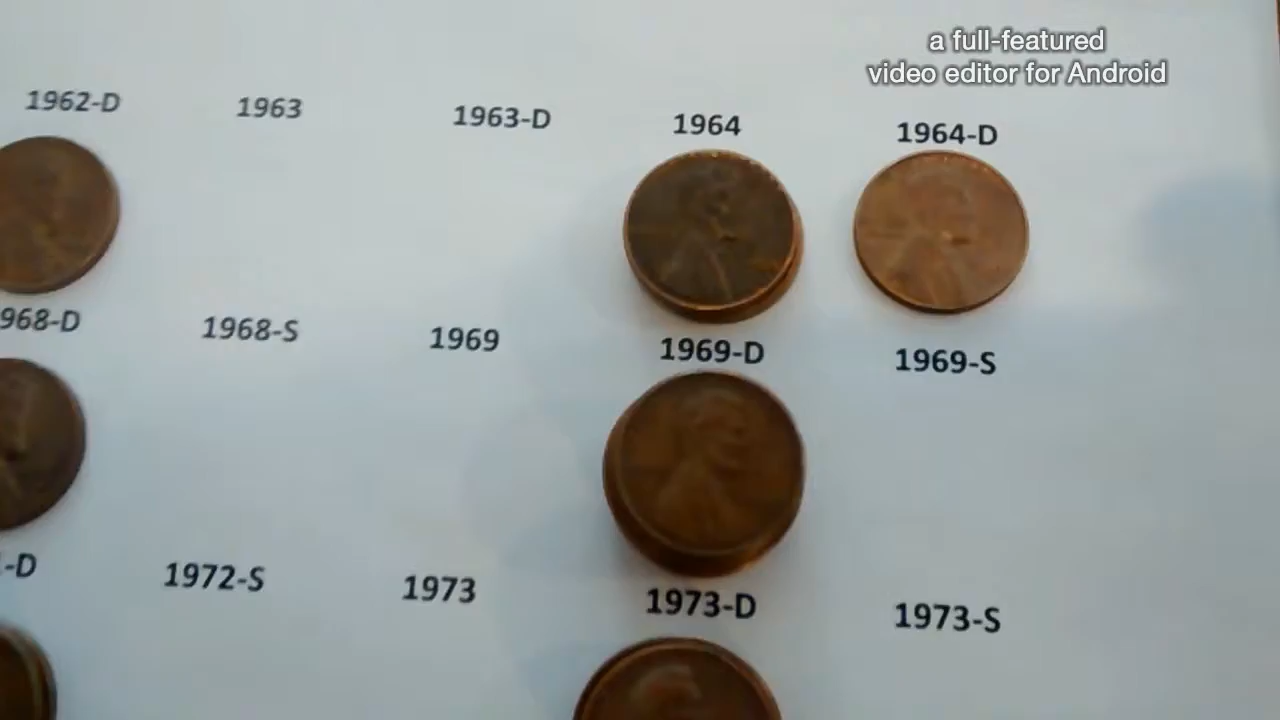 a full-featured
video editor for Android
1962-D 1963 1963-D 1964 1964-D
968-D 1968-S 1969 1969-D 1969-S
-D 1972-S 1973 1973-D 1973-S